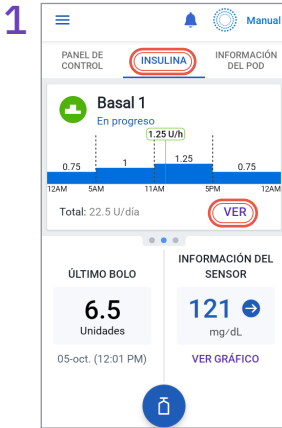 1
Manual
PANEL DE
CONTROL
INSULINA
INFORMACIÓN
DEL POD
Basal 1
En progreso
1.25 U/h
0.75
1
1.25
0.75
12AM 5AM 11AM 5PM 12AM
Total: 22.5 U/día
VER
ÚLTIMO BOLO
6.5
Unidades
05-oct. (12:01 PM)
INFORMACIÓN DEL
SENSOR
121
mg/dL
VER GRÁFICO